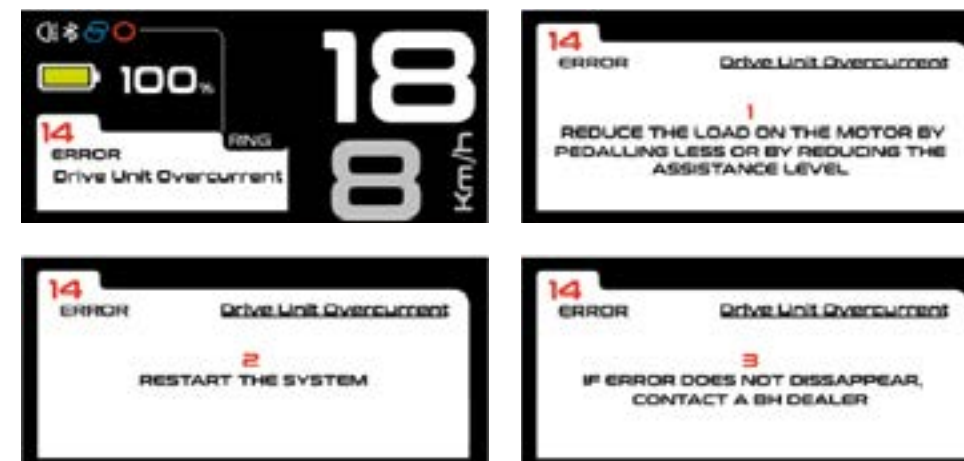 100%
18
8
Km/h
RING
14
ERROR
Drive Unit Overcurrent
14
ERROR
Drive Unit Overcurrent
1
REDUCE THE LOAD ON THE MOTOR BY
PEDALLING LESS OR BY REDUCING THE
ASSISTANCE LEVEL
14
ERROR
Drive Unit Overcurrent
2
RESTART THE SYSTEM
14
ERROR
Drive Unit Overcurrent
3
IF ERROR DOES NOT DISSAPPEAR,
CONTACT A BH DEALER